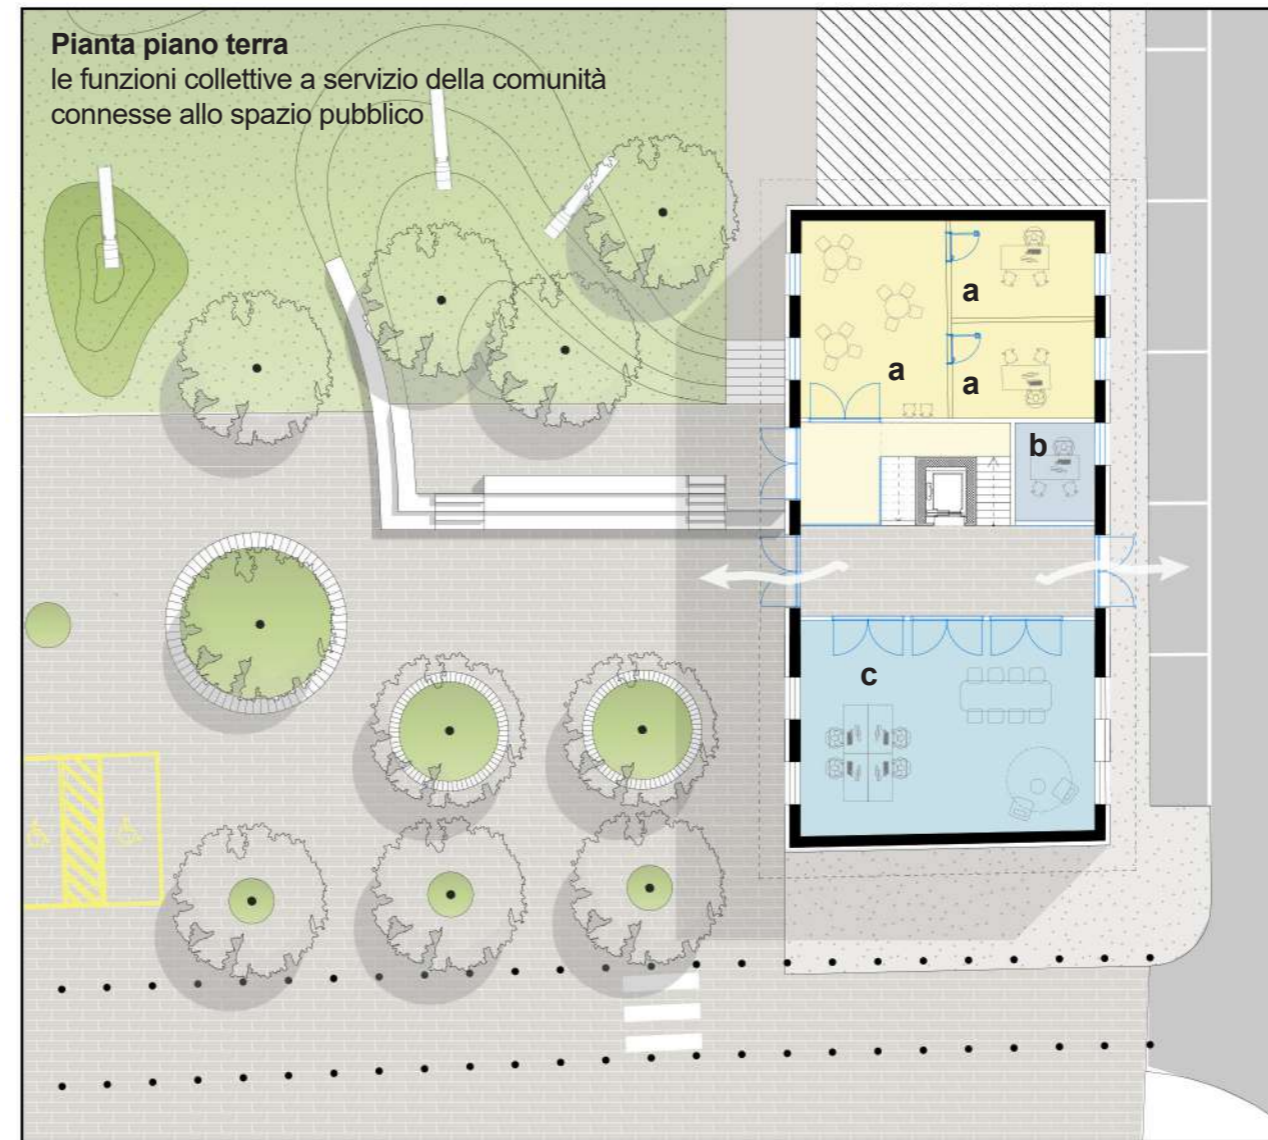 Pianta piano terra
le funzioni collettive a servizio della comunità
connesse allo spazio pubblico
a
a
a
b
c